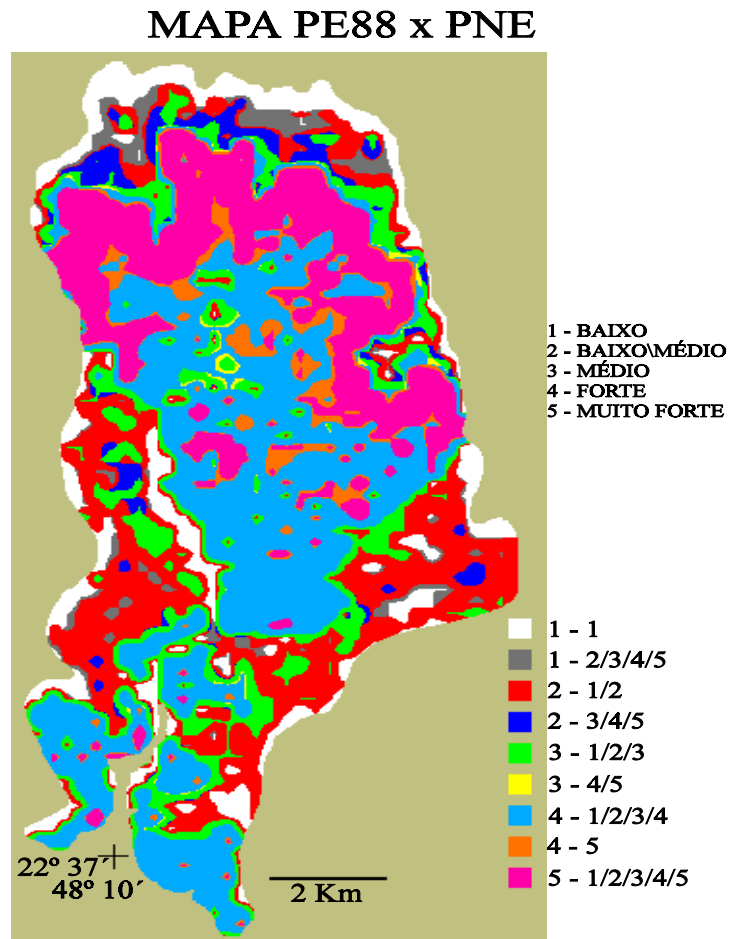 MAPA PE88 x PNE
1 - BAIXO
2 - BAIXO\MÉDIO
3 - MÉDIO
4 - FORTE
5 - MUITO FORTE
1 - 1
1 - 2/3/4/5
2 - 1/2
2 - 3/4/5
3 - 1/2/3
3 - 4/5
4 - 1/2/3/4
4 - 5
5 - 1/2/3/4/5
22º 37´
48º 10´
2 Km